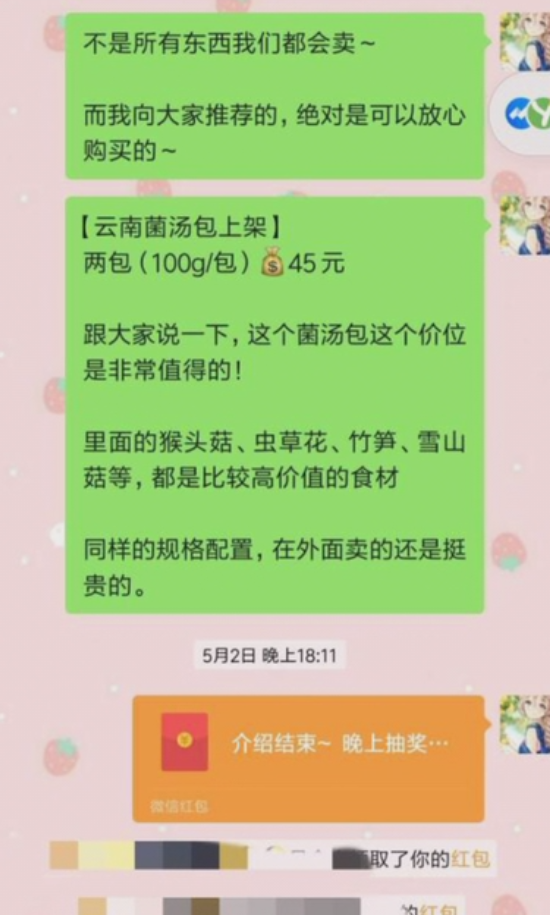 不是所有东西我们都会卖～
而我向大家推荐的，绝对是可以放心
购买的～
【云南菌汤包上架】
两包（100g/包）💰45元
跟大家说一下，这个菌汤包这个价位
是非常值得的！
里面的猴头菇、虫草花、竹笋、雪山
菇等，都是比较高价值的食材
同样的规格配置，在外面卖的还是挺
贵的。
5月2日 晚上18:11
介绍结束~ 晚上抽奖…
微信红包
取了你的红包
的红包